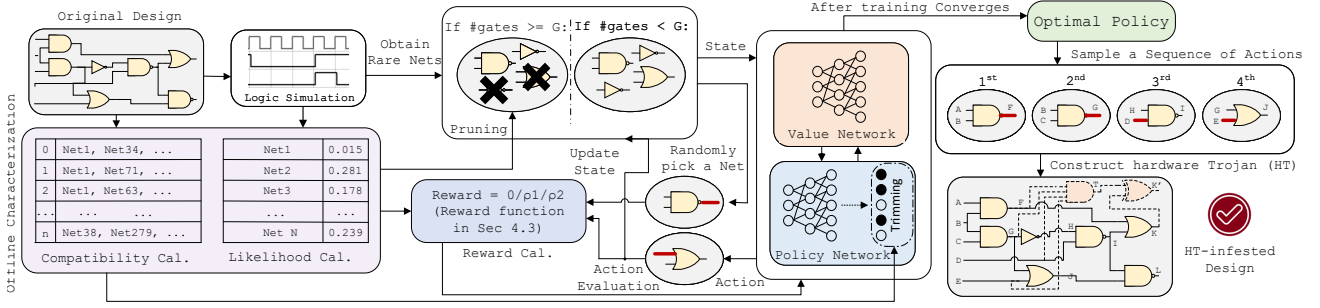 Original Design
Logic Simulation
Obtain
Rare Nets
If #gates >= G:
If #gates < G:
Pruning
State
After training Converges
Optimal Policy
Sample a Sequence of Actions
1st
2nd
3rd
4th
A
B
F
B
C
G
H
D
I
G
E
J
Construct hardware Trojan (HT)
Offline Characterization
0 Net1, Net34, ...
1 Net1, Net71, ...
2 Net1, Net63, ...
... ... ... ...
n Net38, Net279, ...
Compatibility Cal.
Net1 0.015
Net2 0.281
Net3 0.178
... ...
Net N 0.239
Likelihood Cal.
Update
State
Randomly
pick a Net
Reward = 0/ρ1/ρ2
(Reward function
in Sec 4.3)
Reward Cal.
Action
Evaluation
Action
Value Network
Policy Network
Trimming
A
B
C
D
E
F
G
H
I
J
K
K'
L
HT-infested
Design